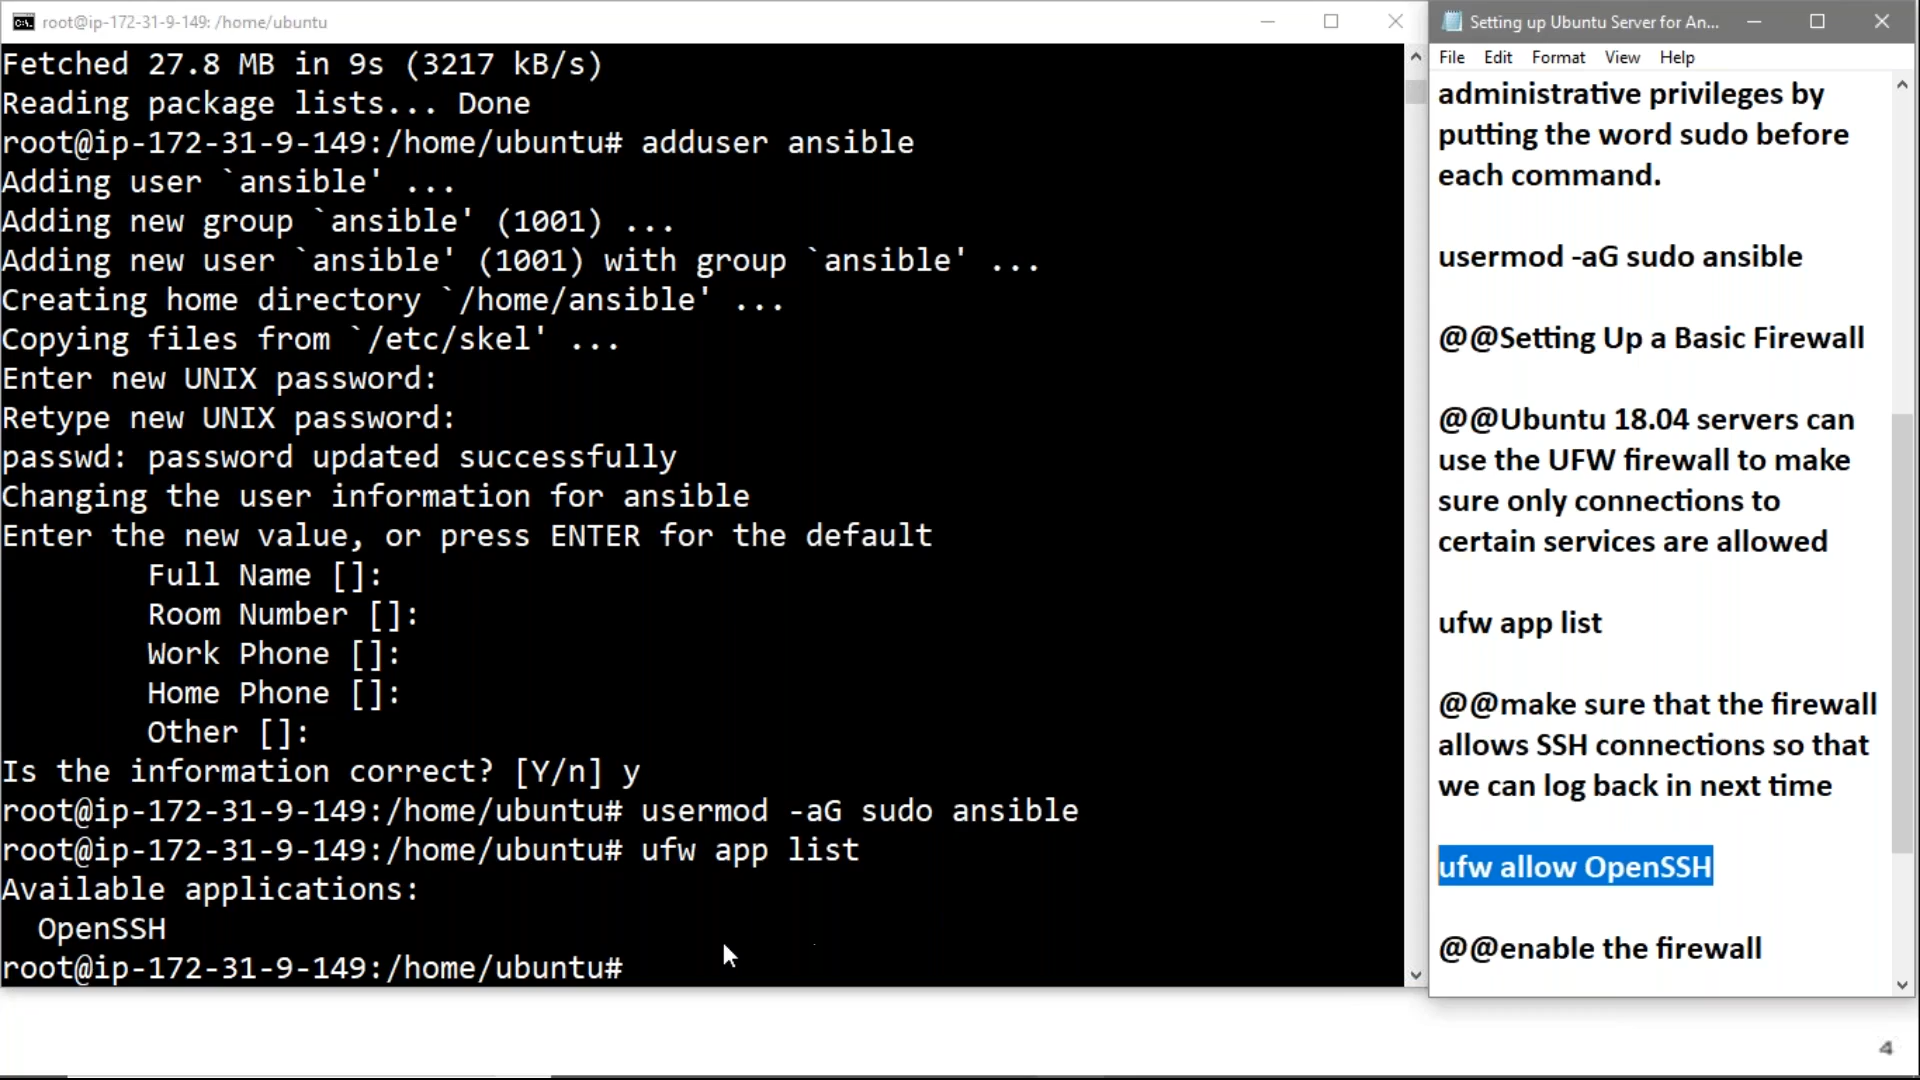 root@ip-172-31-9-149: /home/ubuntu
Fetched 27.8 MB in 9s (3217 kB/s)
Reading package lists... Done
root@ip-172-31-9-149:/home/ubuntu# adduser ansible
Adding user `ansible' ...
Adding new group `ansible' (1001) ...
Adding new user `ansible' (1001) with group `ansible' ...
Creating home directory `/home/ansible' ...
Copying files from `/etc/skel' ...
Enter new UNIX password:
Retype new UNIX password:
passwd: password updated successfully
Changing the user information for ansible
Enter the new value, or press ENTER for the default
Full Name []:
Room Number []:
Work Phone []:
Home Phone []:
Other []:
Is the information correct? [Y/n] y
root@ip-172-31-9-149:/home/ubuntu# usermod -aG sudo ansible
root@ip-172-31-9-149:/home/ubuntu# ufw app list
Available applications:
OpenSSH
root@ip-172-31-9-149:/home/ubuntu#
Setting up Ubuntu Server for An...
File Edit Format View Help
administrative privileges by
putting the word sudo before
each command.
usermod -aG sudo ansible
@@Setting Up a Basic Firewall
@@Ubuntu 18.04 servers can
use the UFW firewall to make
sure only connections to
certain services are allowed
ufw app list
@@make sure that the firewall
allows SSH connections so that
we can log back in next time
ufw allow OpenSSH
@@enable the firewall
4